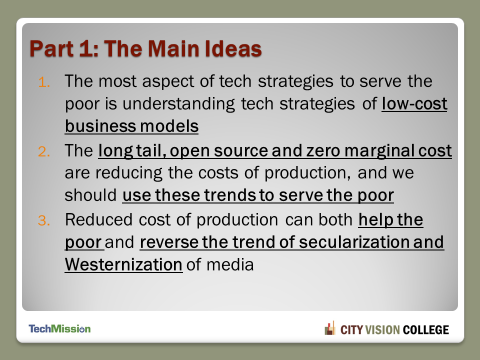 Part 1: The Main Ideas
1. The most aspect of tech strategies to serve the
poor is understanding tech strategies of low-cost
business models
2. The long tail, open source and zero marginal cost
are reducing the costs of production, and we
should use these trends to serve the poor
3. Reduced cost of production can both help the
poor and reverse the trend of secularization and
Westernization of media
TechMission
CITY VISION COLLEGE